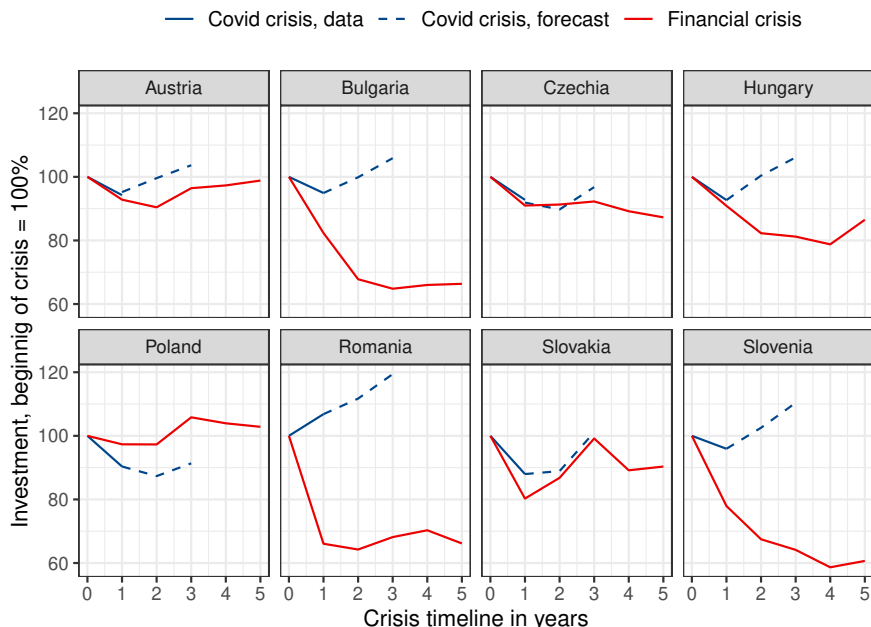 Covid crisis, data Covid crisis, forecast Financial crisis
Investment, beginnig of crisis = 100%
Austria Bulgaria Czechia Hungary
120
100
80
60
Poland Romania Slovakia Slovenia
120
100
80
60
0 1 2 3 4 5 0 1 2 3 4 5 0 1 2 3 4 5 0 1 2 3 4 5
Crisis timeline in years